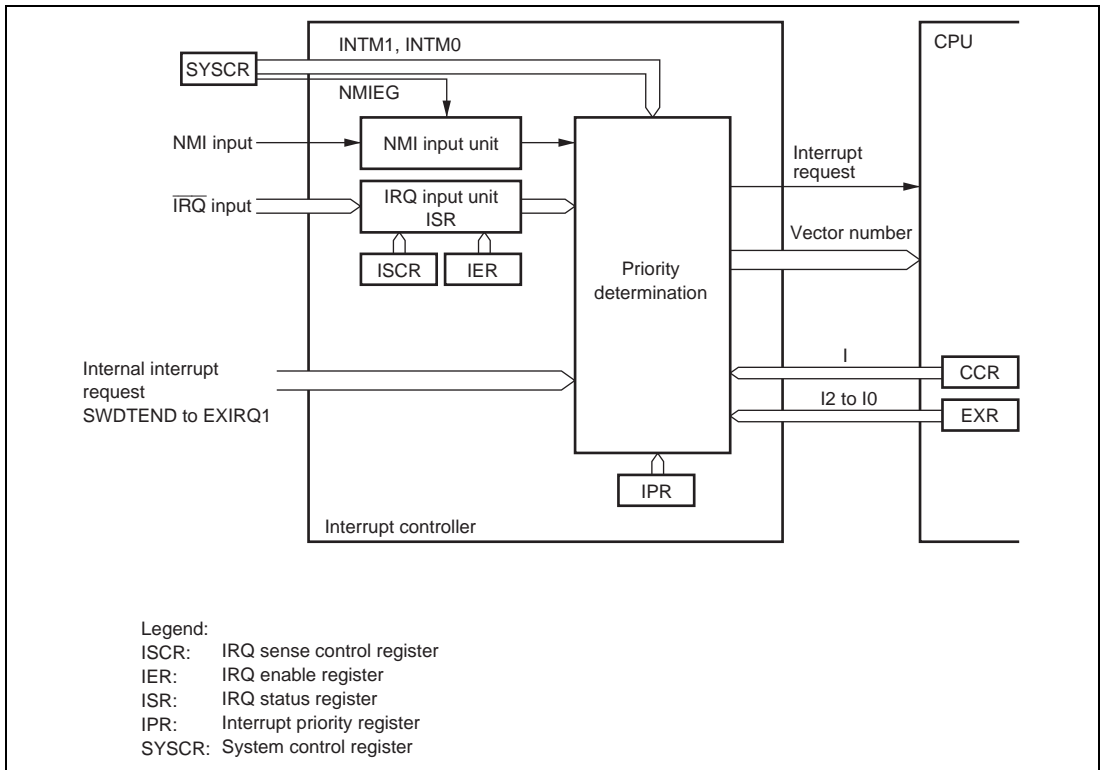 INTM1, INTM0
CPU
SYSCR
NMIEG
NMI input
NMI input unit
Interrupt
request
IRQ input
IRQ input unit
ISR
Vector number
ISCR
IER
Priority
determination
Internal interrupt
request
SWDTEND to EXIRQ1
I
CCR
I2 to I0
EXR
IPR
Interrupt controller
Legend:
ISCR: IRQ sense control register
IER: IRQ enable register
ISR: IRQ status register
IPR: Interrupt priority register
SYSCR: System control register